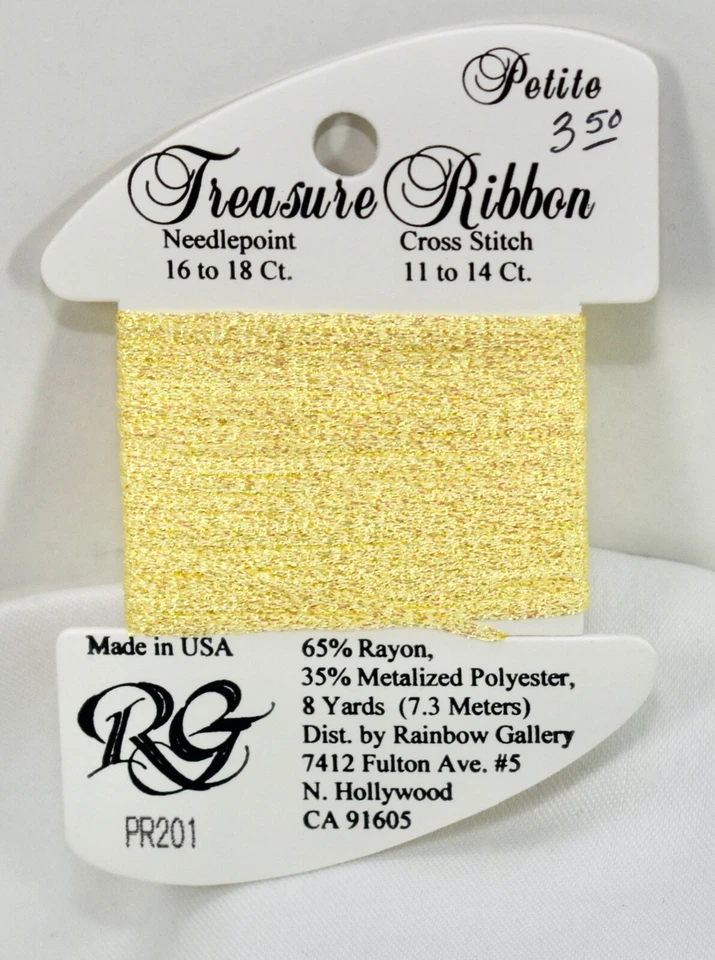 Petite
3 50
Treasure Ribbon
Needlepoint Cross Stitch
16 to 18 Ct. 11 to 14 Ct.
Made in USA
65% Rayon,
35% Metalized Polyester,
8 Yards (7.3 Meters)
Dist. by Rainbow Gallery
7412 Fulton Ave. #5
N. Hollywood
CA 91605
RG
PR201